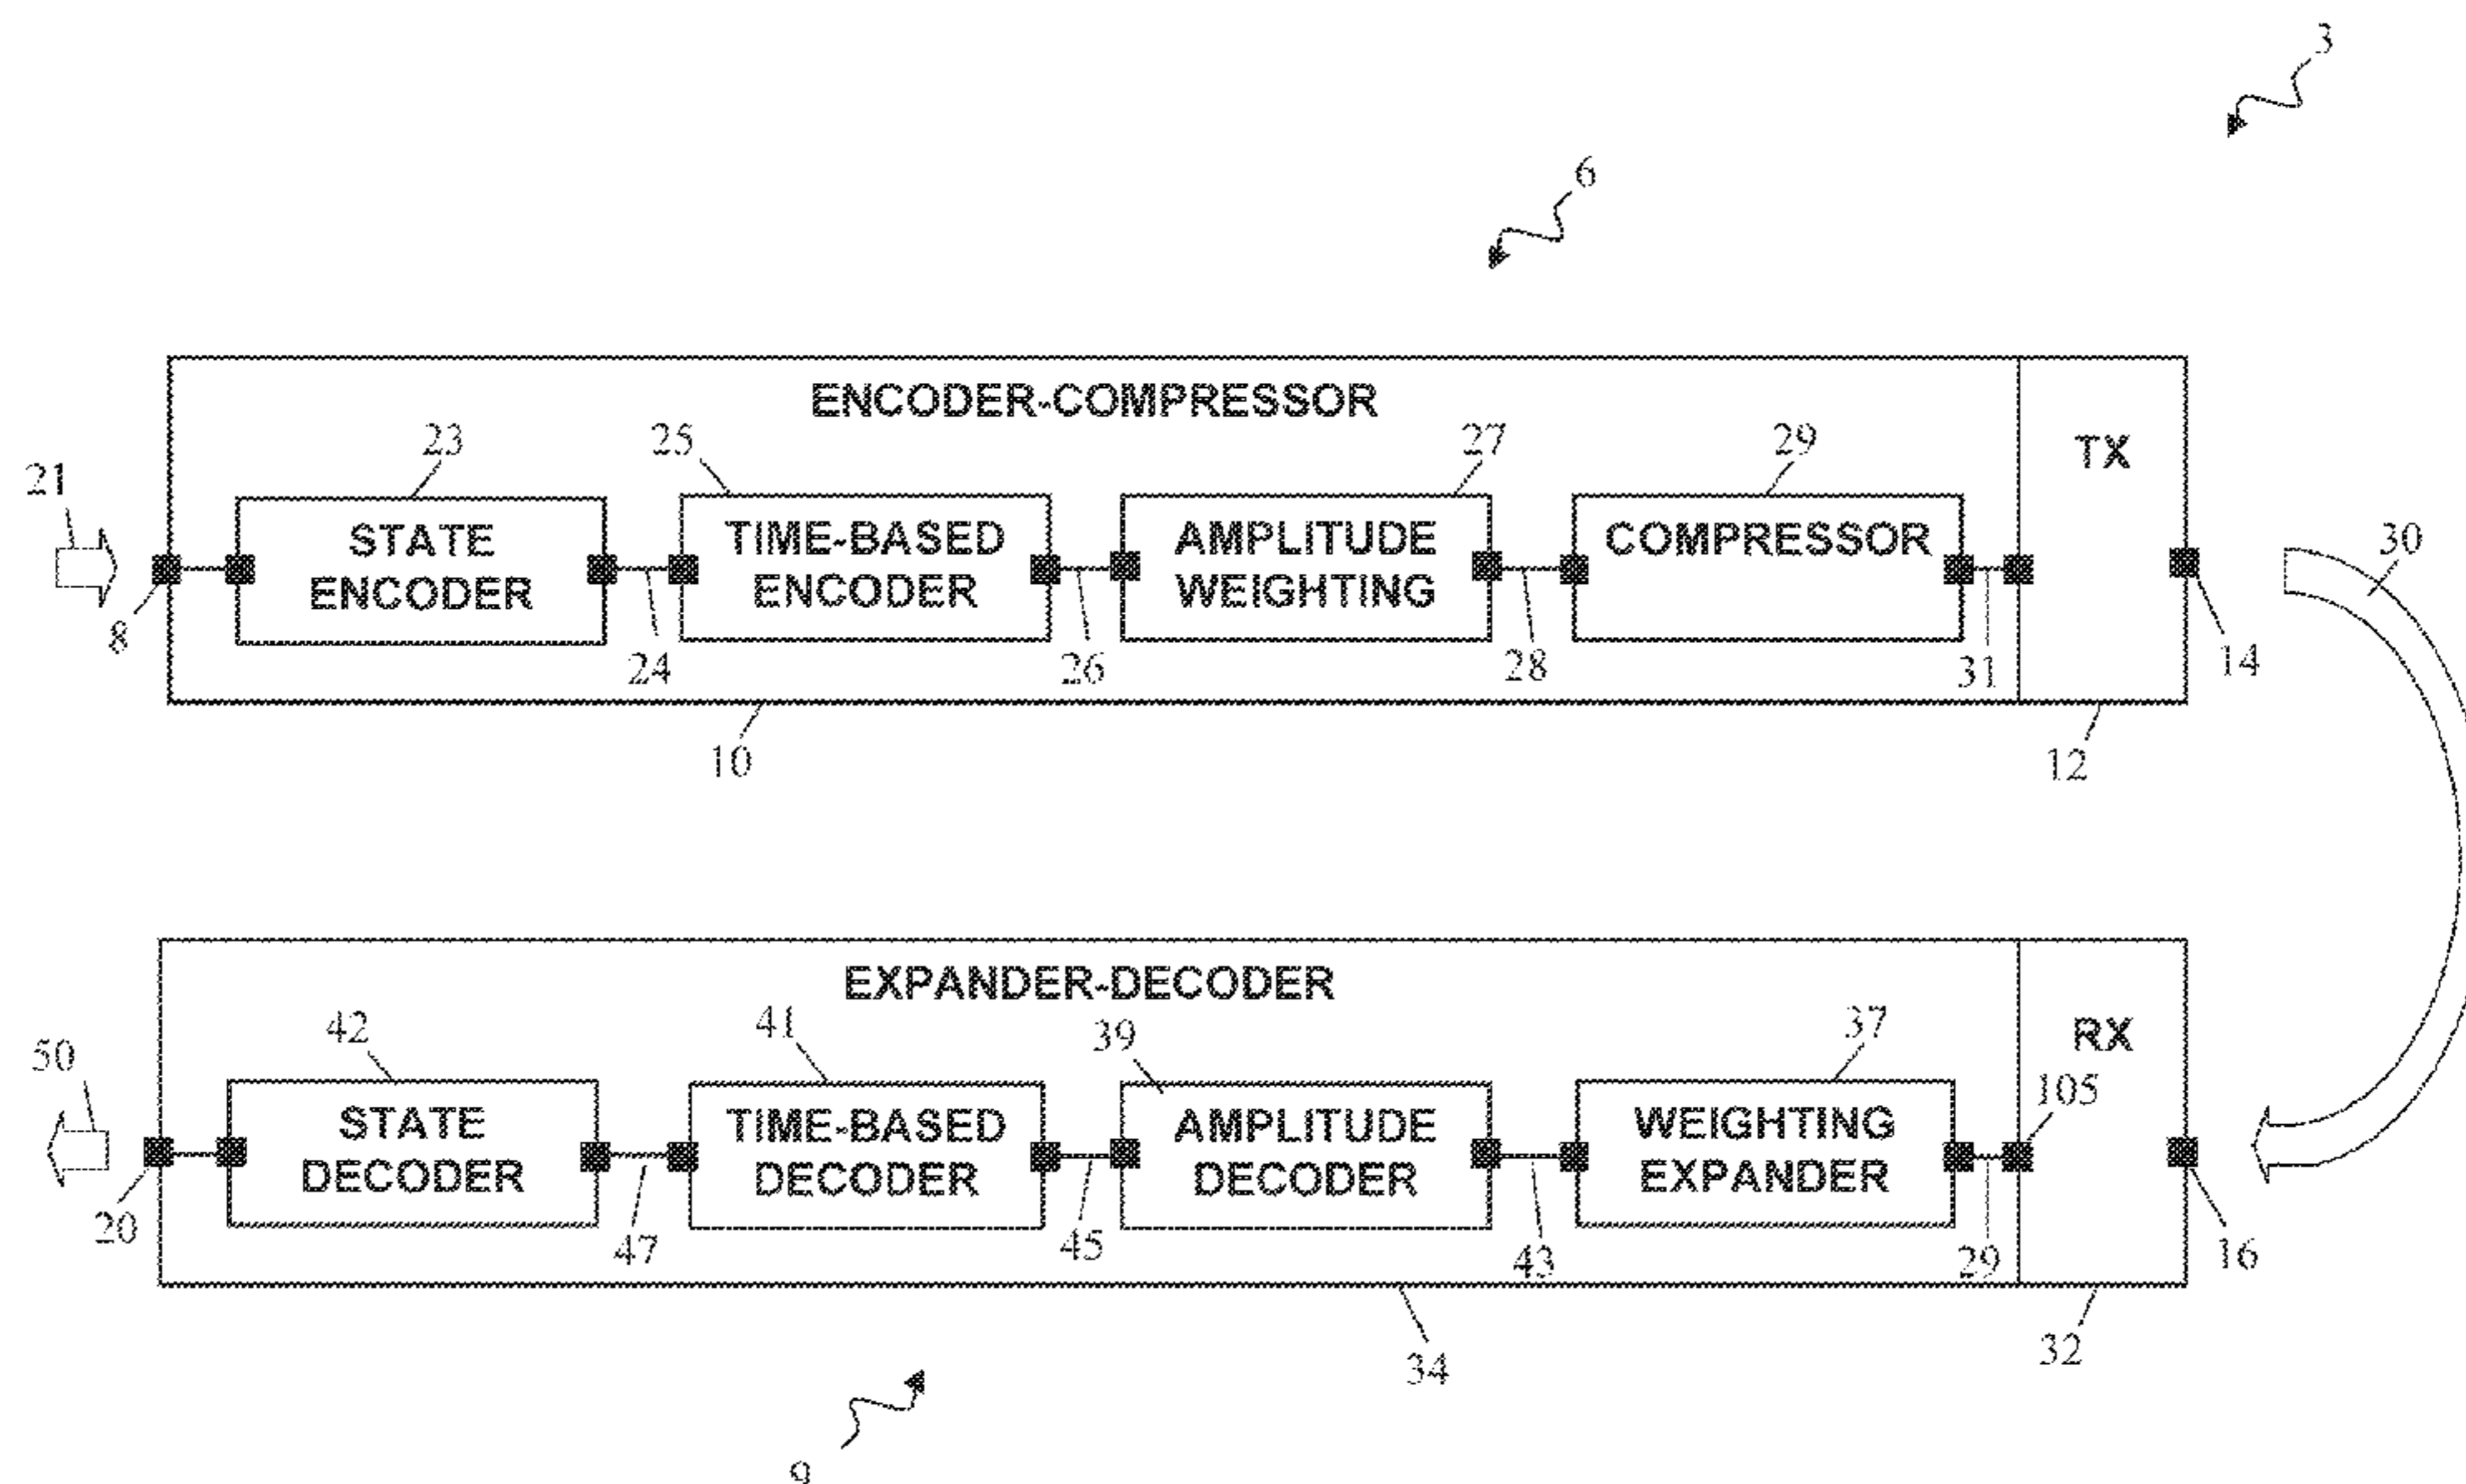 3
6
ENCODER-COMPRESSOR
TX
21
23
25
27
29
30
STATE
ENCODER
TIME-BASED
ENCODER
AMPLITUDE
WEIGHTING
COMPRESSOR
8
24
26
28
31
14
10
12
EXPANDER-DECODER
RX
50
42
41
39
37
105
STATE
DECODER
TIME-BASED
DECODER
AMPLITUDE
DECODER
WEIGHTING
EXPANDER
20
47
45
43
29
16
34
32
9